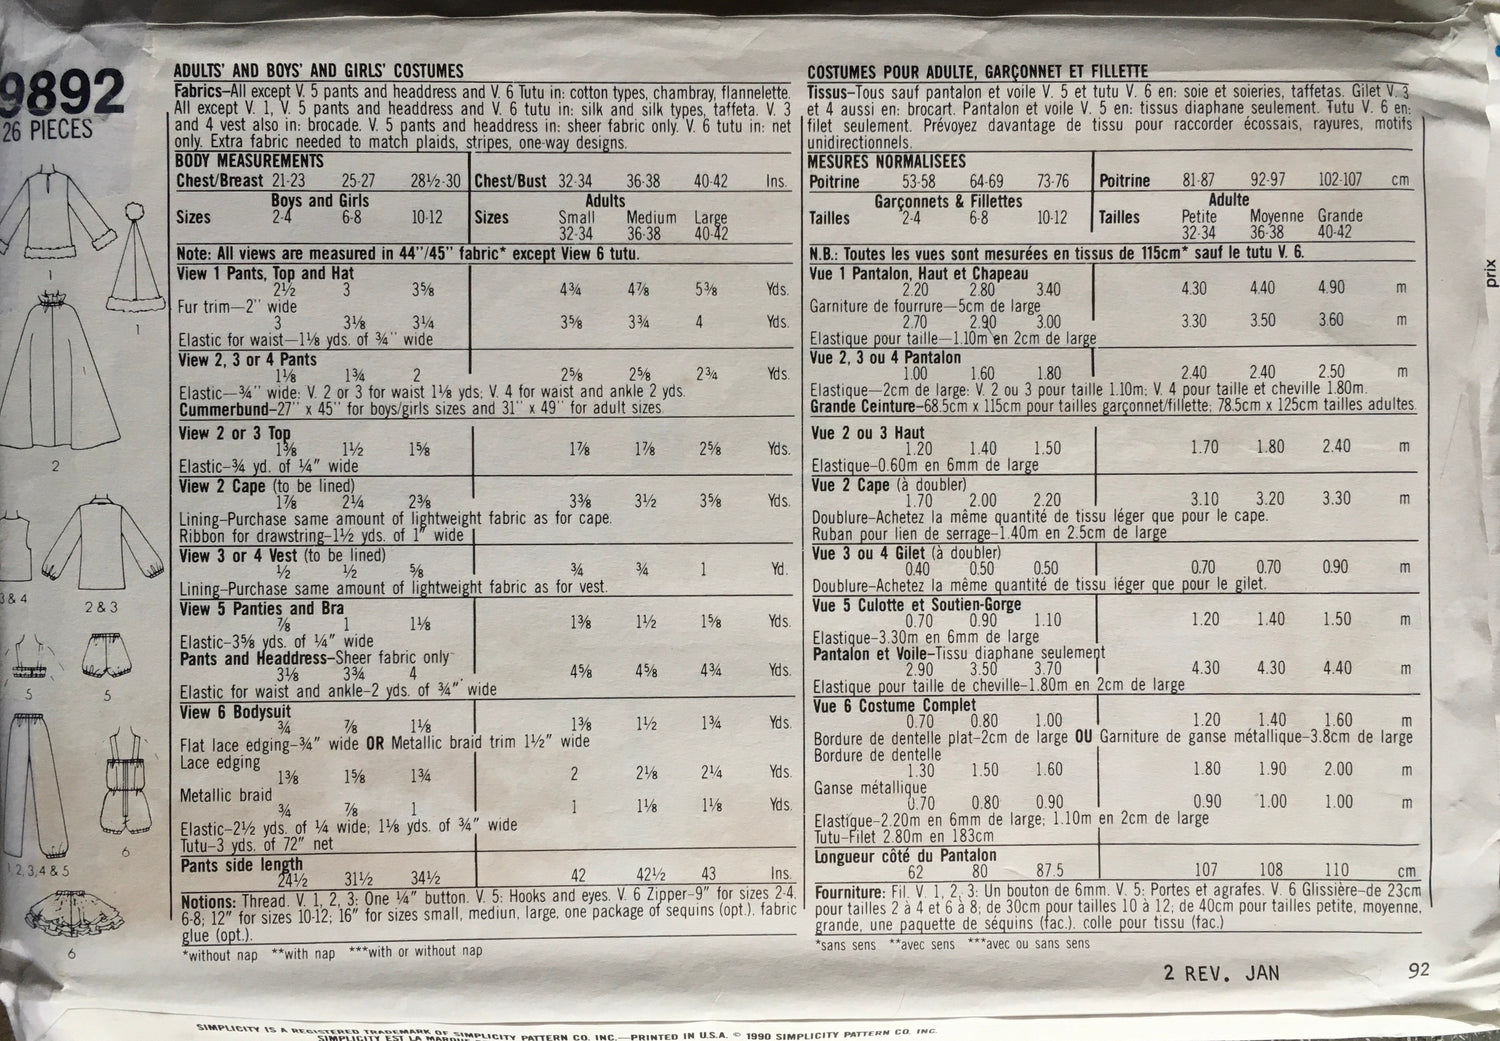 9892
26 PIECES
1
1
2
3 & 4
2 & 3
5
5
2,3,4 & 5
6
6
ADULTS' AND BOYS' AND GIRLS' COSTUMES
Fabrics–All except V. 5 pants and headdress and V. 6 Tutu in: cotton types, chambray, flannelette.
All except V. 1, V. 5 pants and headdress and V. 6 tutu in: silk and silk types, taffeta. V. 3
and 4 vest also in: brocade. V. 5 pants and headdress in: sheer fabric only. V. 6 tutu in: net
only. Extra fabric needed to match plaids, stripes, one-way designs.
BODY MEASUREMENTS
Chest/Breast 21-23 25-27 28½-30 Chest/Bust 32-34 36-38 40-42 Ins.
Boys and Girls Adults
Sizes 2-4 6-8 10-12 Sizes Small Medium Large
32-34 36-38 40-42
Note: All views are measured in 44"/45" fabric* except View 6 tutu.
View 1 Pants, Top and Hat
2½ 3 3⅝ 4¾ 4⅞ 5⅜ Yds.
Fur trim—2" wide
3 3⅛ 3¼ 3⅝ 3¾ 4 Yds.
Elastic for waist—1⅛ yds. of ¾" wide
View 2, 3 or 4 Pants
1⅛ 1¾ 2 2⅝ 2⅝ 2¾ Yds.
Elastic—¾" wide: V. 2 or 3 for waist 1⅛ yds; V. 4 for waist and ankle 2 yds.
Cummerbund–27" x 45" for boys/girls sizes and 31" x 49" for adult sizes
View 2 or 3 Top
1⅜ 1½ 1⅝ 1⅞ 1⅞ 2⅝ Yds.
Elastic–¾ yd. of ¼" wide
View 2 Cape (to be lined)
1⅞ 2¼ 2⅜ 3⅜ 3½ 3⅝ Yds.
Lining–Purchase same amount of lightweight fabric as for cape.
Ribbon for drawstring–1½ yds. of 1" wide
View 3 or 4 Vest (to be lined)
½ ½ ⅝ ¾ ¾ 1 Yd.
Lining–Purchase same amount of lightweight fabric as for vest.
View 5 Panties and Bra
⅞ 1 1⅛ 1⅜ 1½ 1⅝ Yds.
Elastic–3⅝ yds. of ¼" wide
Pants and Headdress–Sheer fabric only
3⅛ 3¾ 4 4⅝ 4⅝ 4¾ Yds.
Elastic for waist and ankle–2 yds. of ¾" wide
View 6 Bodysuit
¾ ⅞ 1⅛ 1⅜ 1½ 1¾ Yds.
Flat lace edging–¾" wide OR Metallic braid trim 1½" wide
Lace edging
1⅜ 1⅝ 1¾ 2 2⅛ 2¼ Yds.
Metallic braid
¾ ⅞ 1 1 1⅛ 1⅛ Yds.
Elastic–2½ yds. of ¼ wide; 1⅛ yds. of ¾" wide
Tutu–3 yds. of 72" net
Pants side length
24½ 31½ 34½ 42 42½ 43 Ins.
Notions: Thread. V. 1, 2, 3: One ¼" button. V. 5: Hooks and eyes. V. 6 Zipper–9" for sizes 2-4,
6-8; 12" for sizes 10-12; 16" for sizes small, mediun, large, one package of sequins (opt.). fabric
glue (opt.).
*without nap **with nap ***with or without nap
COSTUMES POUR ADULTE, GARÇONNET ET FILLETTE
Tissus–Tous sauf pantalon et voile V. 5 et tutu V. 6 en: soie et soieries, taffetas. Gilet V. 3
et 4 aussi en: brocart. Pantalon et voile V. 5 en: tissus diaphane seulement. Tutu V. 6 en:
filet seulement. Prévoyez davantage de tissu pour raccorder écossais, rayures, motifs
unidirectionnels.
MESURES NORMALISEES
Poitrine 53-58 64-69 73-76 Poitrine 81-87 92-97 102-107 cm
Garçonnets & Fillettes Adulte
Tailles 2-4 6-8 10-12 Tailles Petite Moyenne Grande
32-34 36-38 40-42
N.B.: Toutes les vues sont mesurées en tissus de 115cm* sauf le tutu V. 6.
Vue 1 Pantalon, Haut et Chapeau
2.20 2.80 3.40 4.30 4.40 4.90 m
Garniture de fourrure—5cm de large
2.70 2.90 3.00 3.30 3.50 3.60 m
Elastique pour taille—1.10m en 2cm de large
Vue 2, 3 ou 4 Pantalon
1.00 1.60 1.80 2.40 2.40 2.50 m
Elastique—2cm de large: V. 2 ou 3 pour taille 1.10m; V. 4 pour taille et cheville 1.80m.
Grande Ceinture–68.5cm x 115cm pour tailles garçonnet/fillette; 78.5cm x 125cm tailles adultes.
Vue 2 ou 3 Haut
1.20 1.40 1.50 1.70 1.80 2.40 m
Elastique-0.60m en 6mm de large
Vue 2 Cape (à doubler)
1.70 2.00 2.20 3.10 3.20 3.30 m
Doublure–Achetez la même quantité de tissu léger que pour le cape.
Ruban pour lien de serrage–1.40m en 2.5cm de large
Vue 3 ou 4 Gilet (à doubler)
0.40 0.50 0.50 0.70 0.70 0.90 m
Doublure–Achetez la même quantité de tissu léger que pour le gilet.
Vue 5 Culotte et Soutien-Gorge
0.70 0.90 1.10 1.20 1.40 1.50 m
Elastique–3.30m en 6mm de large
Pantalon et Voile–Tissu diaphane seulement
2.90 3.50 3.70 4.30 4.30 4.40 m
Elastique pour taille de cheville–1.80m en 2cm de large
Vue 6 Costume Complet
0.70 0.80 1.00 1.20 1.40 1.60 m
Bordure de dentelle plat–2cm de large OU Garniture de ganse métallique–3.8cm de large
Bordure de dentelle
1.30 1.50 1.60 1.80 1.90 2.00 m
Ganse métallique
0.70 0.80 0.90 0.90 1.00 1.00 m
Elastique–2.20m en 6mm de large; 1.10m en 2cm de large
Tutu–Filet 2.80m en 183cm
Longueur côté du Pantalon
62 80 87.5 107 108 110 cm
Fourniture: Fil. V. 1, 2, 3: Un bouton de 6mm. V. 5: Portes et agrafes. V. 6 Glissière–de 23cm
pour tailles 2 à 4 et 6 à 8; de 30cm pour tailles 10 à 12; de 40cm pour tailles petite, moyenne,
grande, une paquette de séquins (fac.). colle pour tissu (fac.)
*sans sens **avec sens ***avec ou sans sens
2 REV. JAN 92
prix
SIMPLICITY IS A REGISTERED TRADEMARK OF SIMPLICITY PATTERN CO. INC.
SIMPLICITY EST LA SIMPLICITY PATTERN CO. INC.—PRINTED IN U.S.A. © 1990 SIMPLICITY PATTERN CO. INC.